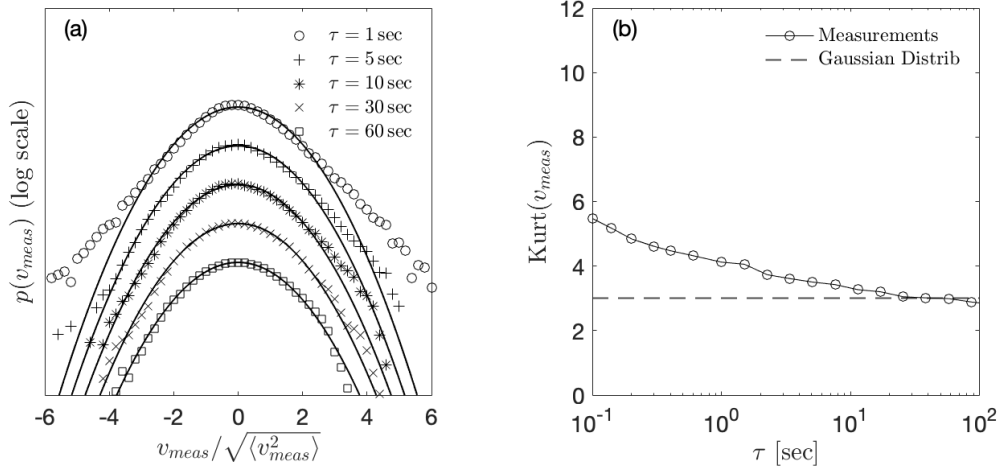 (a)
τ = 1 sec
τ = 5 sec
τ = 10 sec
τ = 30 sec
τ = 60 sec
p(v_meas) (log scale)
-6 -4 -2 0 2 4 6
v_meas/√⟨v²_meas⟩
(b)
Measurements
Gaussian Distrib
Kurt(v_meas)
12
10
8
6
4
2
0
10⁻¹ 10⁰ 10¹ 10²
τ [sec]